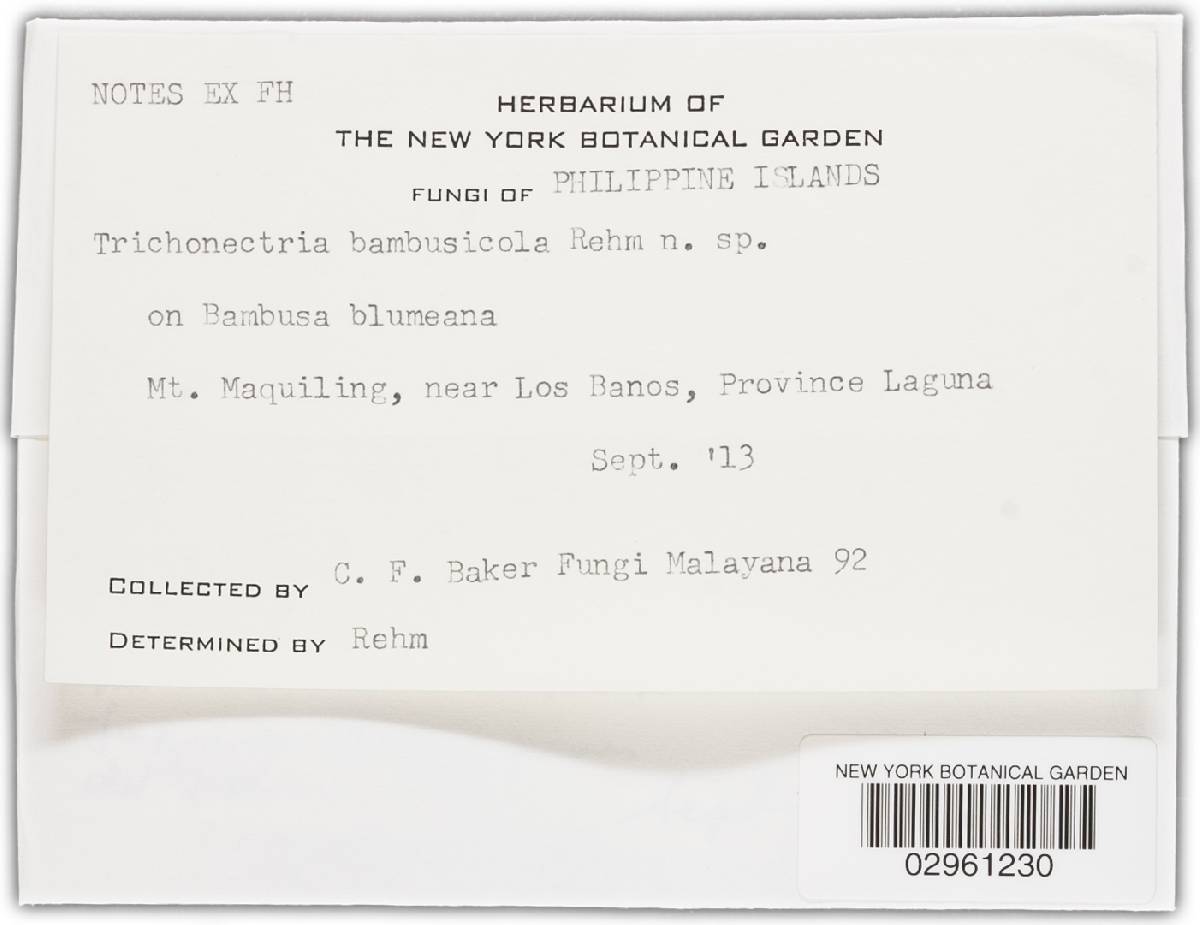 NOTES EX FH
HERBARIUM OF
THE NEW YORK BOTANICAL GARDEN
FUNGI OF PHILIPPINE ISLANDS
Trichonectria bambusicola Rehm n. sp.
on Bambusa blumeana
Mt. Maquiling, near Los Banos, Province Laguna
Sept. '13
COLLECTED BY C. F. Baker Fungi Malayana 92
DETERMINED BY Rehm
NEW YORK BOTANICAL GARDEN
02961230